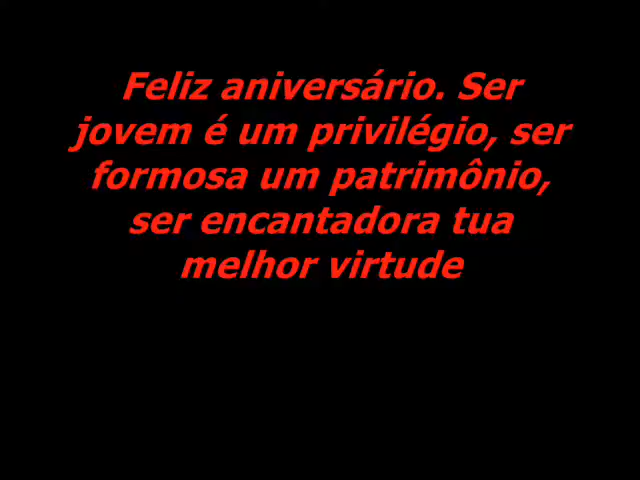 Feliz aniversário. Ser
jovem é um privilégio, ser
formosa um patrimônio,
ser encantadora tua
melhor virtude